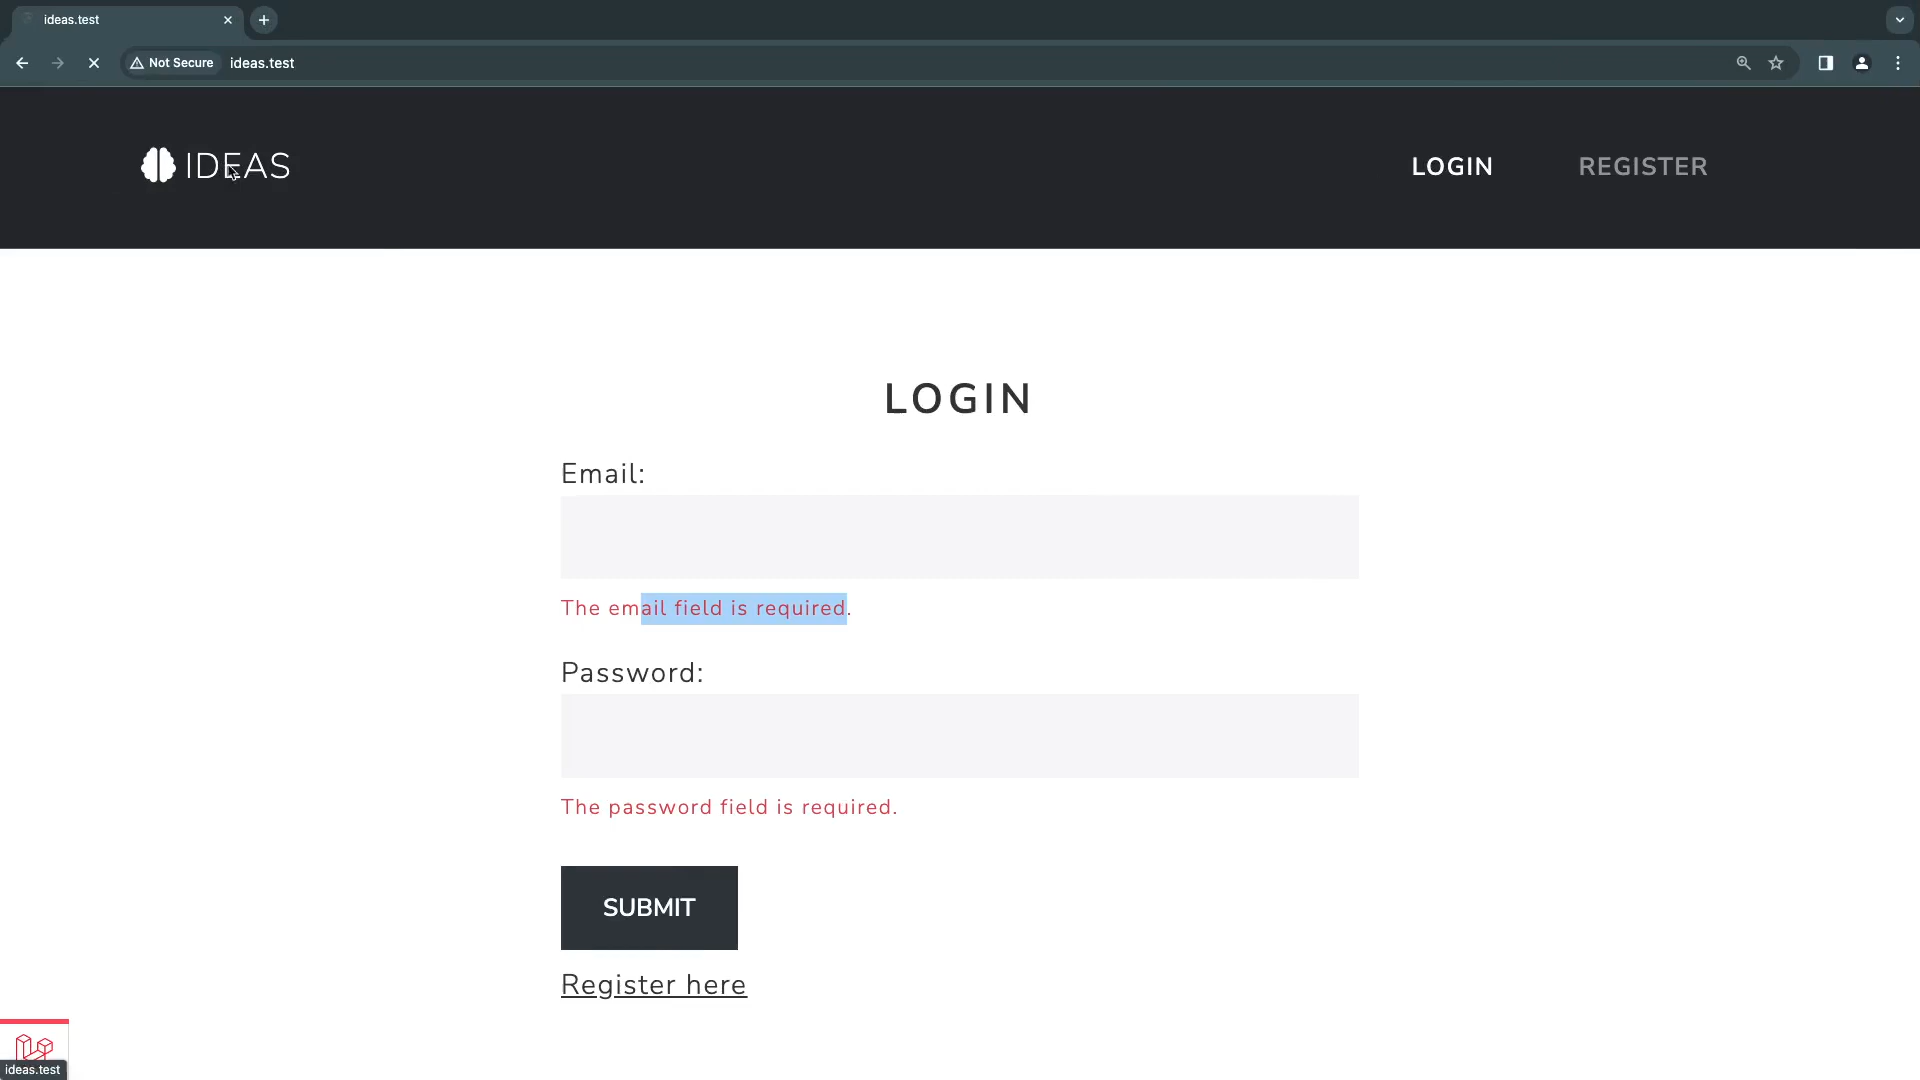 ideas.test
Not Secure
ideas.test
IDEAS
LOGIN
REGISTER
LOGIN
Email:
The email field is required.
Password:
The password field is required.
SUBMIT
Register here
ideas.test